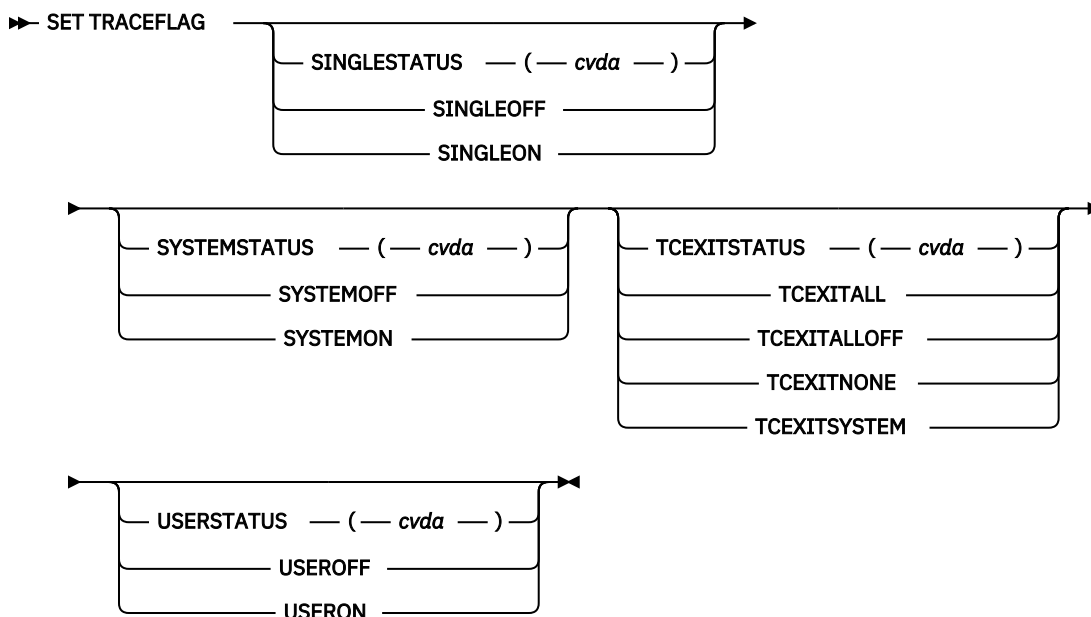 SET TRACEFLAG
SINGLESTATUS ( cvda )
SINGLEOFF
SINGLEON
SYSTEMSTATUS ( cvda )
SYSTEMOFF
SYSTEMON
TCEXITSTATUS ( cvda )
TCEXITALL
TCEXITALLOFF
TCEXITNONE
TCEXITSYSTEM
USERSTATUS ( cvda )
USEROFF
USERON